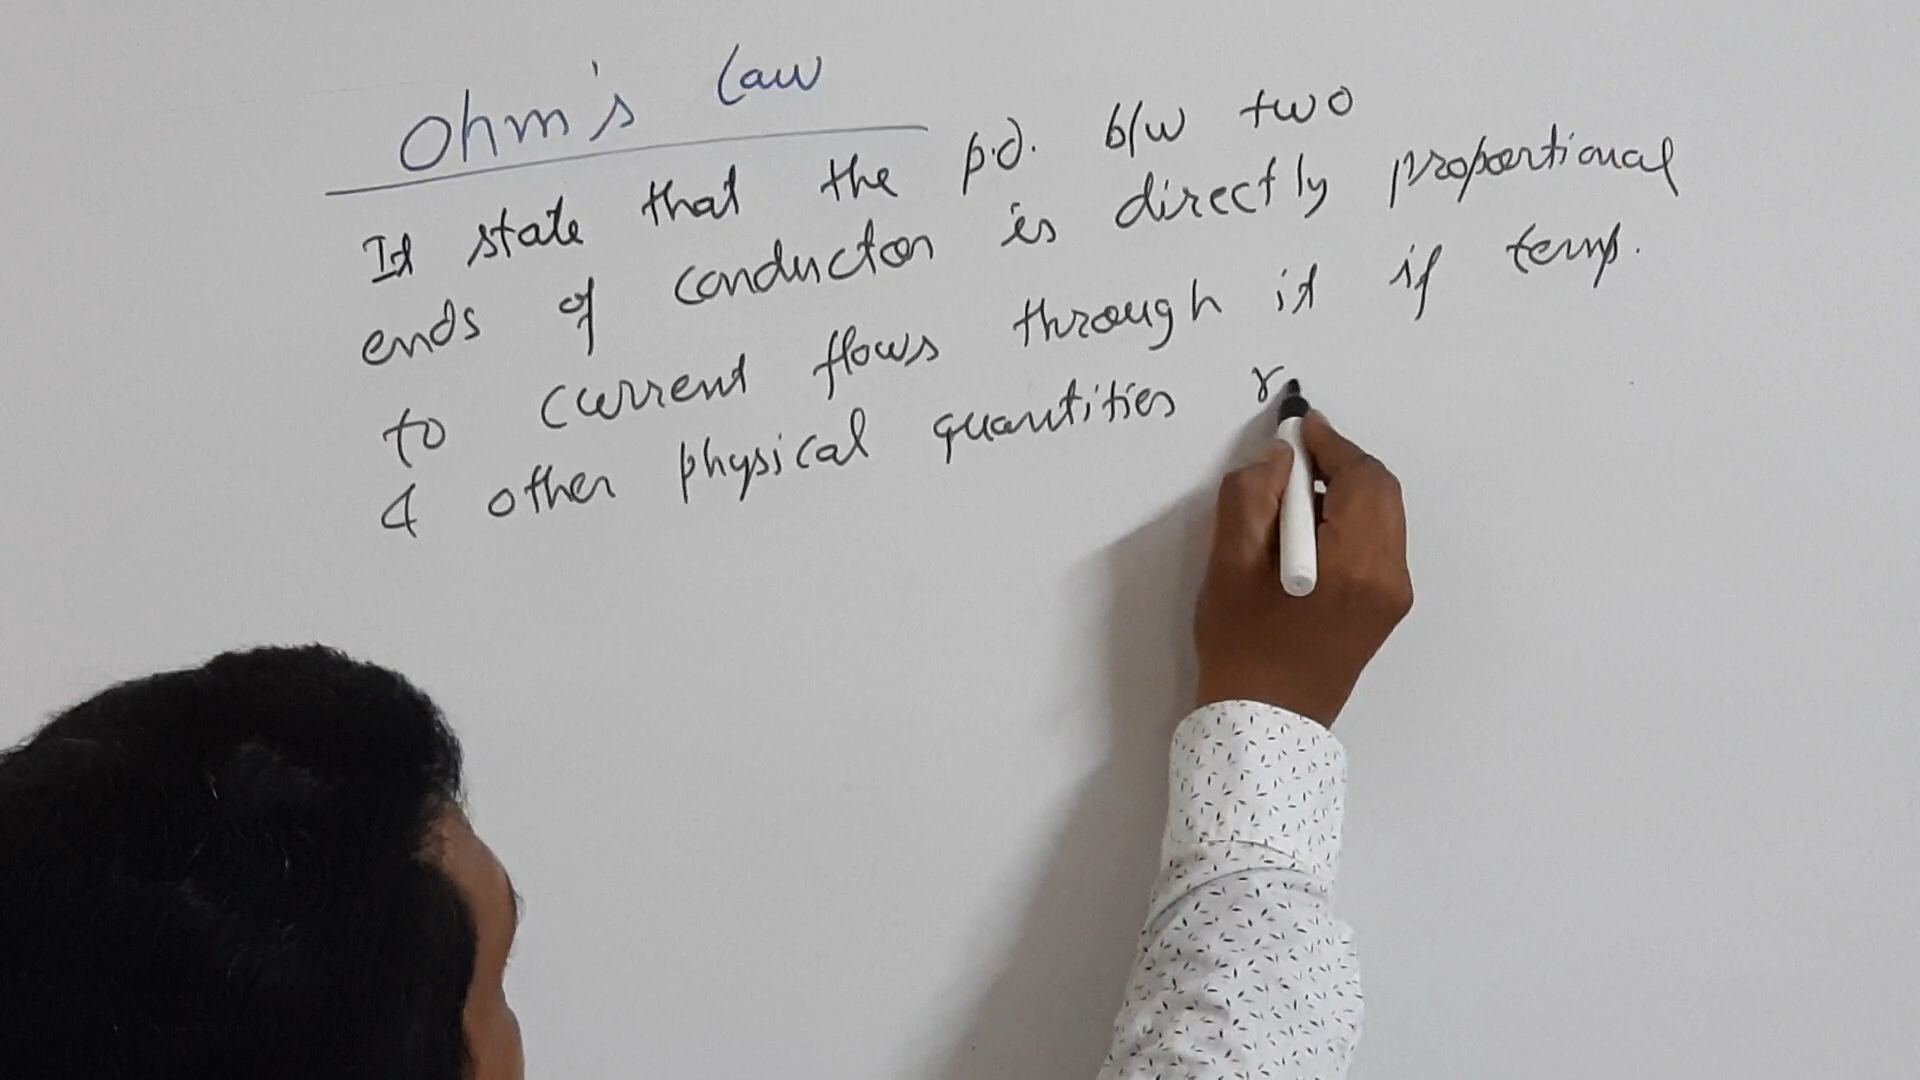 Ohm's Law
It state that the p.d. b/w two
ends of conductor is directly proportional
to current flows through it if temp.
& other physical quantities r